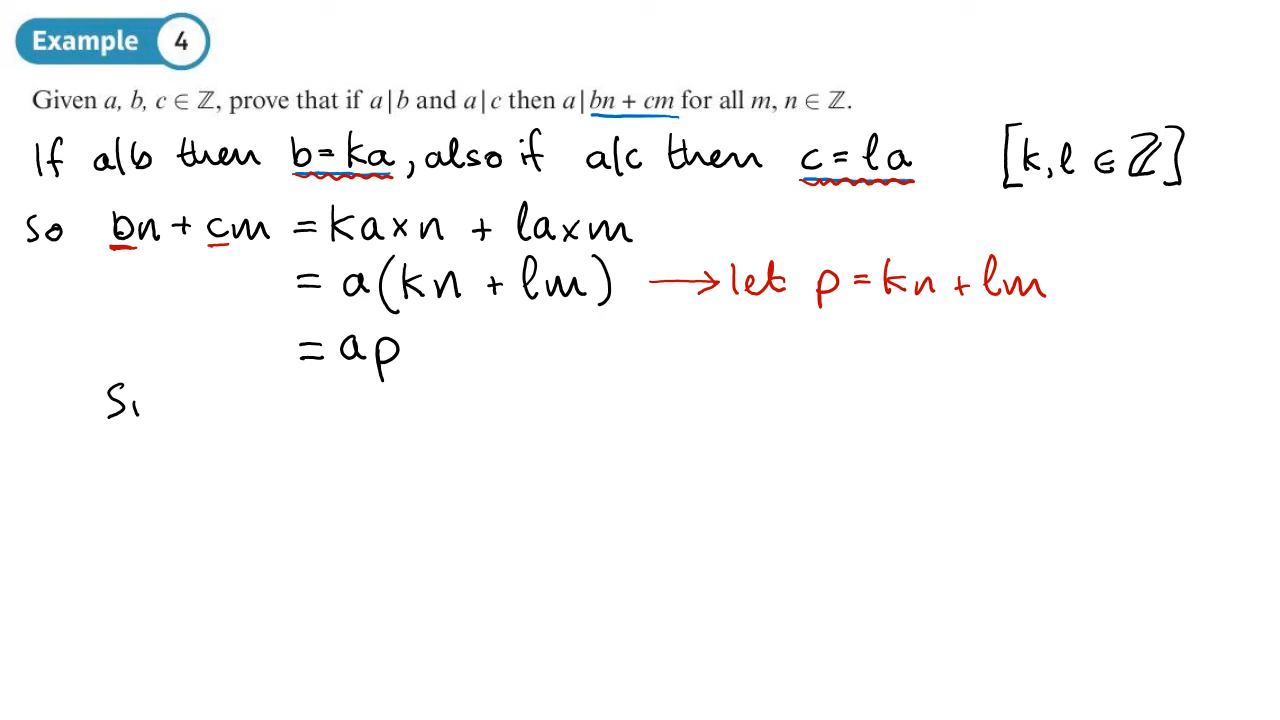 Example 4
Given a, b, c ∈ ℤ, prove that if a|b and a|c then a|bn + cm for all m, n ∈ ℤ.
If a|b then b=ka, also if a|c then c=la [k,l ∈ ℤ]
So bn + cm = ka×n + la×m
= a(kn + lm) → let p = kn + lm
= ap